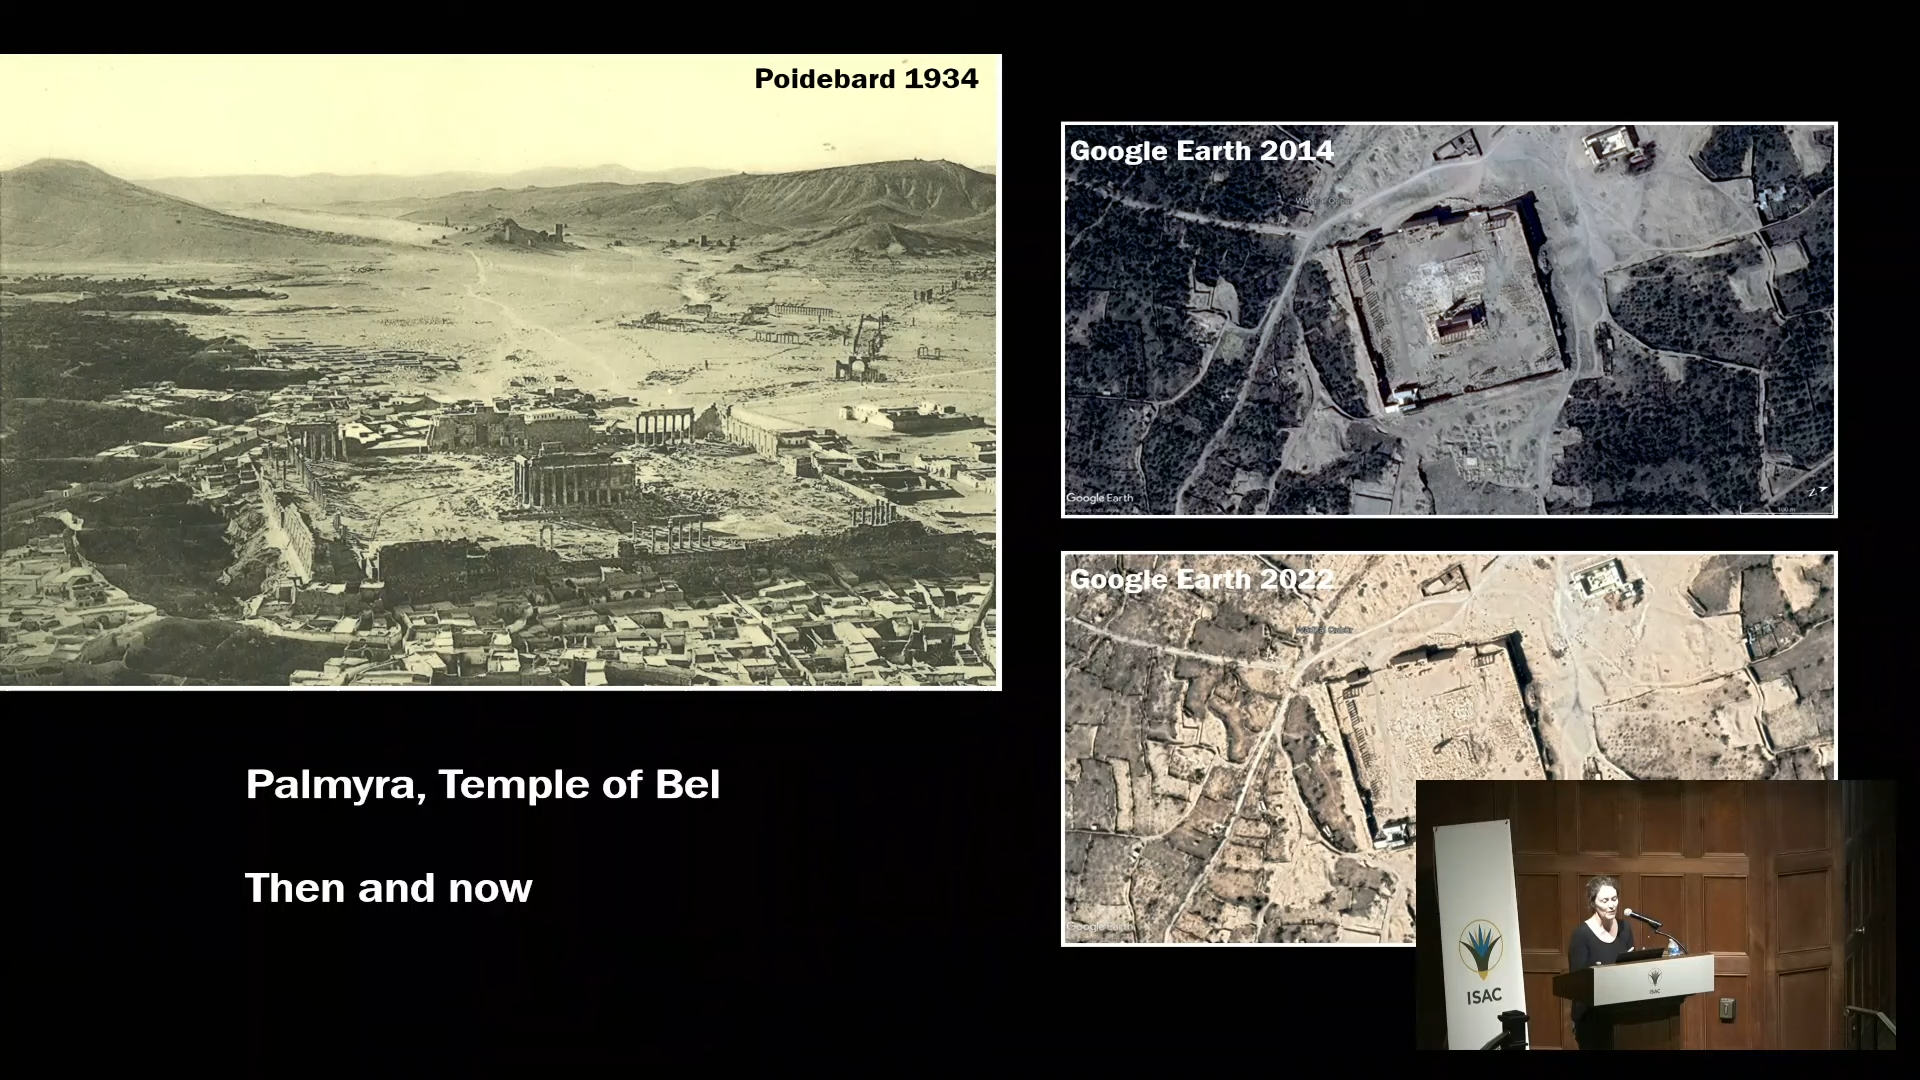 Poidebard 1934
Google Earth 2014
Google Earth
Google Earth 2022
Google Earth
Palmyra, Temple of Bel
Then and now
ISAC
ISAC